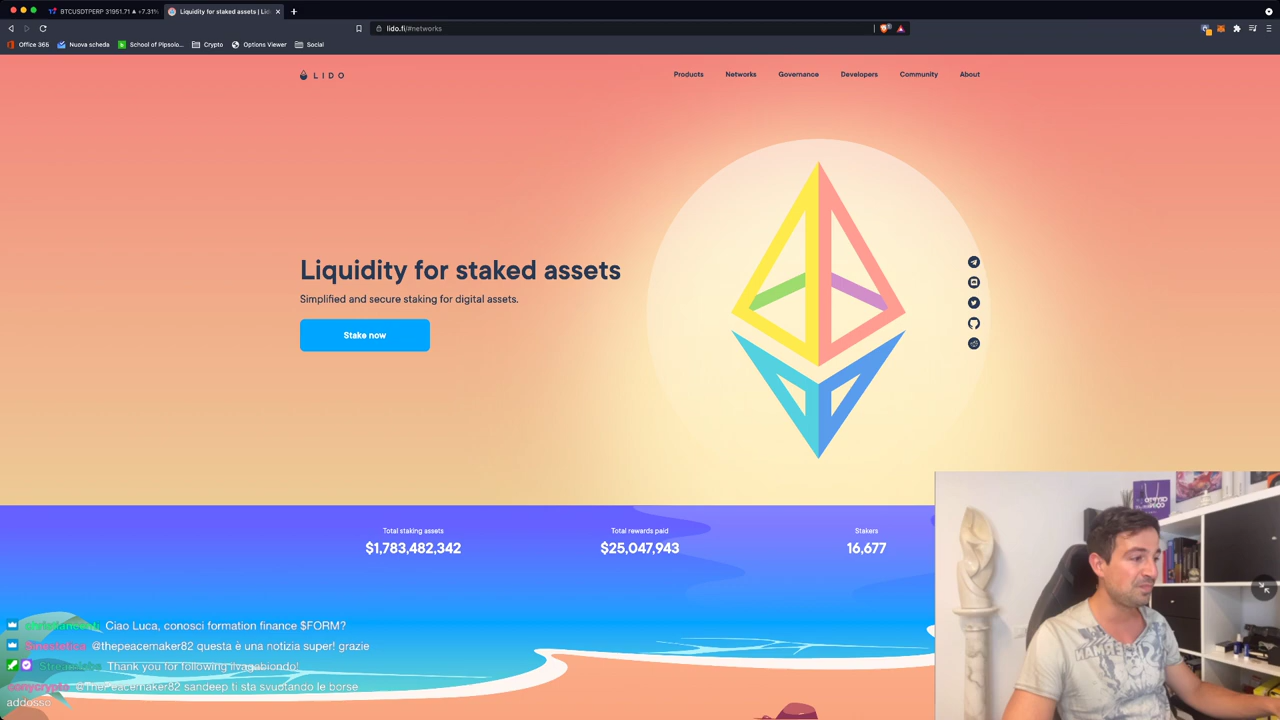 BTCUSDTPERP 31951.71 ▲ +7.31%
Liquidity for staked assets | Lid
lido.fi/#networks
Office 365
Nuova scheda
School of Pipsolo...
Crypto
Options Viewer
Social
LIDO
Products
Networks
Governance
Developers
Community
About
Liquidity for staked assets
Simplified and secure staking for digital assets.
Stake now
Total staking assets
Total rewards paid
Stakers
$1,783,482,342
$25,047,943
16,677
Ciao Luca, conosci formation finance $FORM?
@thepeacemaker82 questa è una notizia super! grazie
Thank you for following ilvagabiondo!
@ThePeacemaker82 sandeep ti sta svuotando le borse
addosso